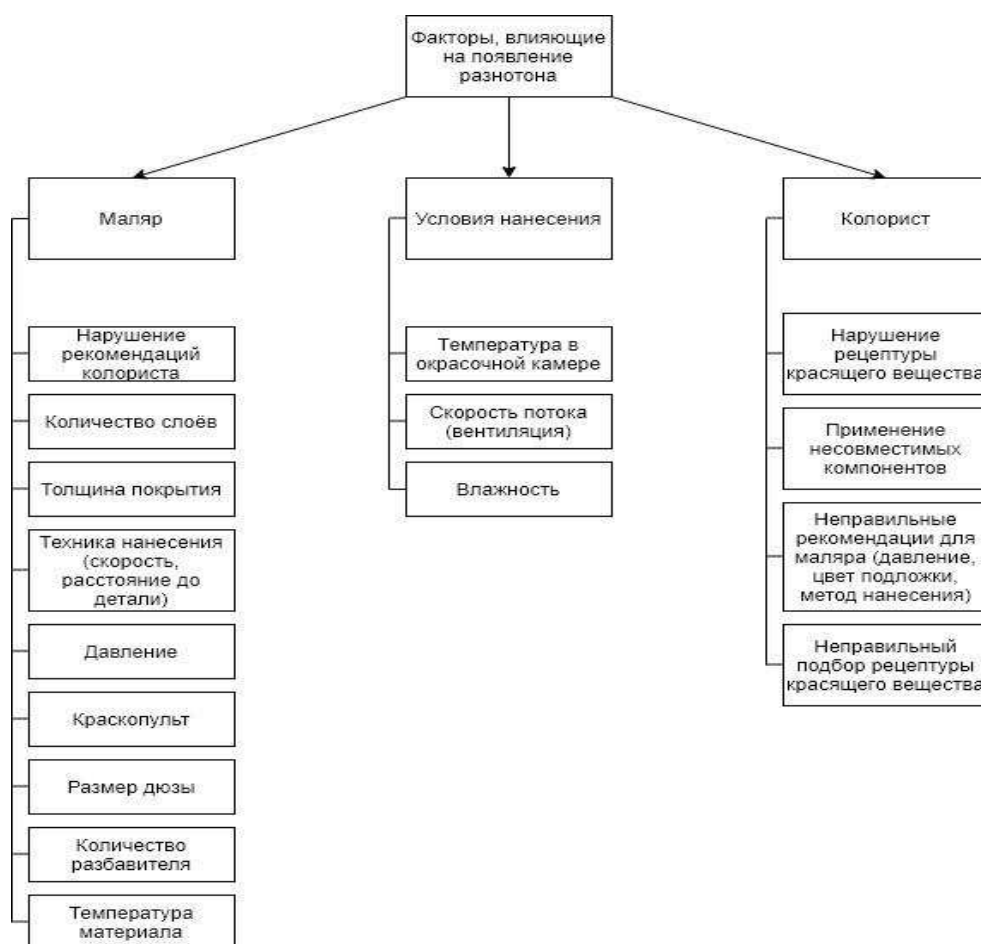 Факторы, влияющие
на появление
разнотона
Маляр
Условия нанесения
Колорист
Нарушение
рекомендаций
колориста
Количество слоёв
Толщина покрытия
Техника нанесения
(скорость,
расстояние до
детали)
Давление
Краскопульт
Размер дюзы
Количество
разбавителя
Температура
материала
Температура в
окрасочной камере
Скорость потока
(вентиляция)
Влажность
Нарушение
рецептуры
красящего вещества
Применение
несовместимых
компонентов
Неправильные
рекомендации для
маляра (давление,
цвет подложки,
метод нанесения)
Неправильный
подбор рецептуры
красящего вещества